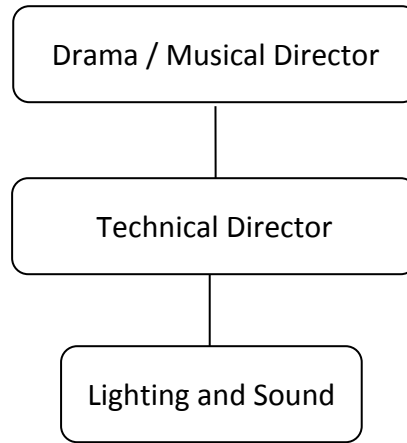 Drama / Musical Director
Technical Director
Lighting and Sound